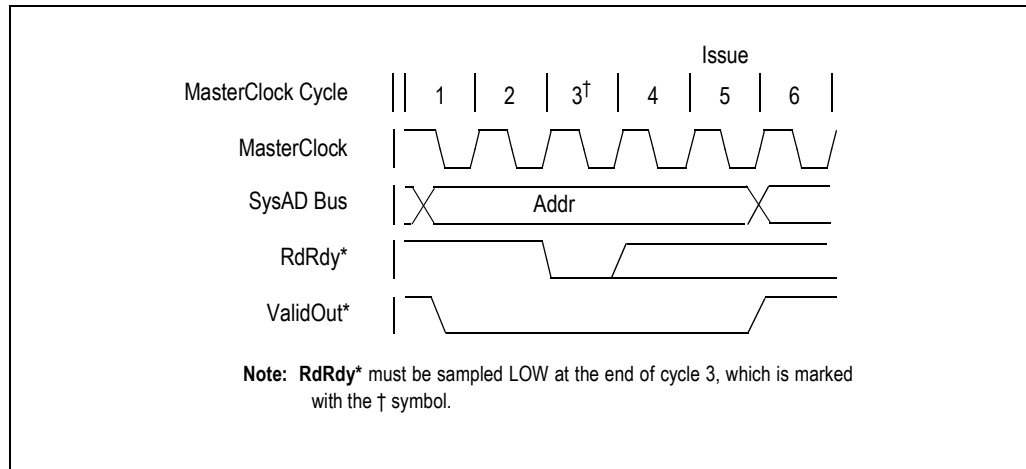 Issue
MasterClock Cycle 1 2 3† 4 5 6
MasterClock
SysAD Bus Addr
RdRdy*
ValidOut*
Note: RdRdy* must be sampled LOW at the end of cycle 3, which is marked
with the † symbol.